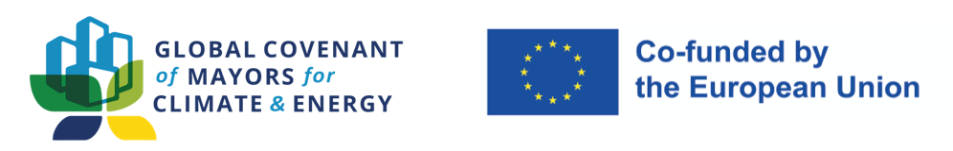 GLOBAL COVENANT
of MAYORS for
CLIMATE & ENERGY
Co-funded by
the European Union